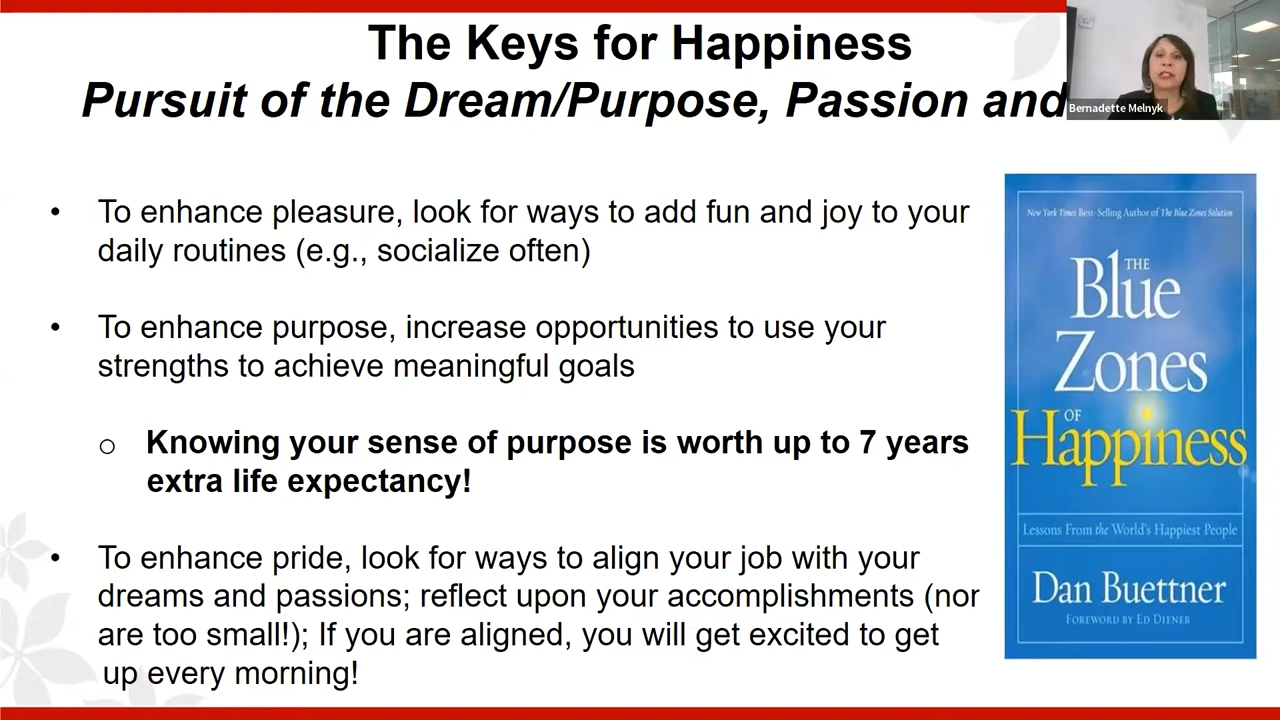 The Keys for Happiness
Pursuit of the Dream/Purpose, Passion and
Bernadette Melnyk
• To enhance pleasure, look for ways to add fun and joy to your
daily routines (e.g., socialize often)
• To enhance purpose, increase opportunities to use your
strengths to achieve meaningful goals
o Knowing your sense of purpose is worth up to 7 years
extra life expectancy!
• To enhance pride, look for ways to align your job with your
dreams and passions; reflect upon your accomplishments (nor
are too small!); If you are aligned, you will get excited to get
up every morning!
New York Times Best-Selling Author of The Blue Zones Solution
THE
Blue
Zones
OF
Happiness
Lessons From the World's Happiest People
Dan Buettner
FOREWORD BY ED DIENER